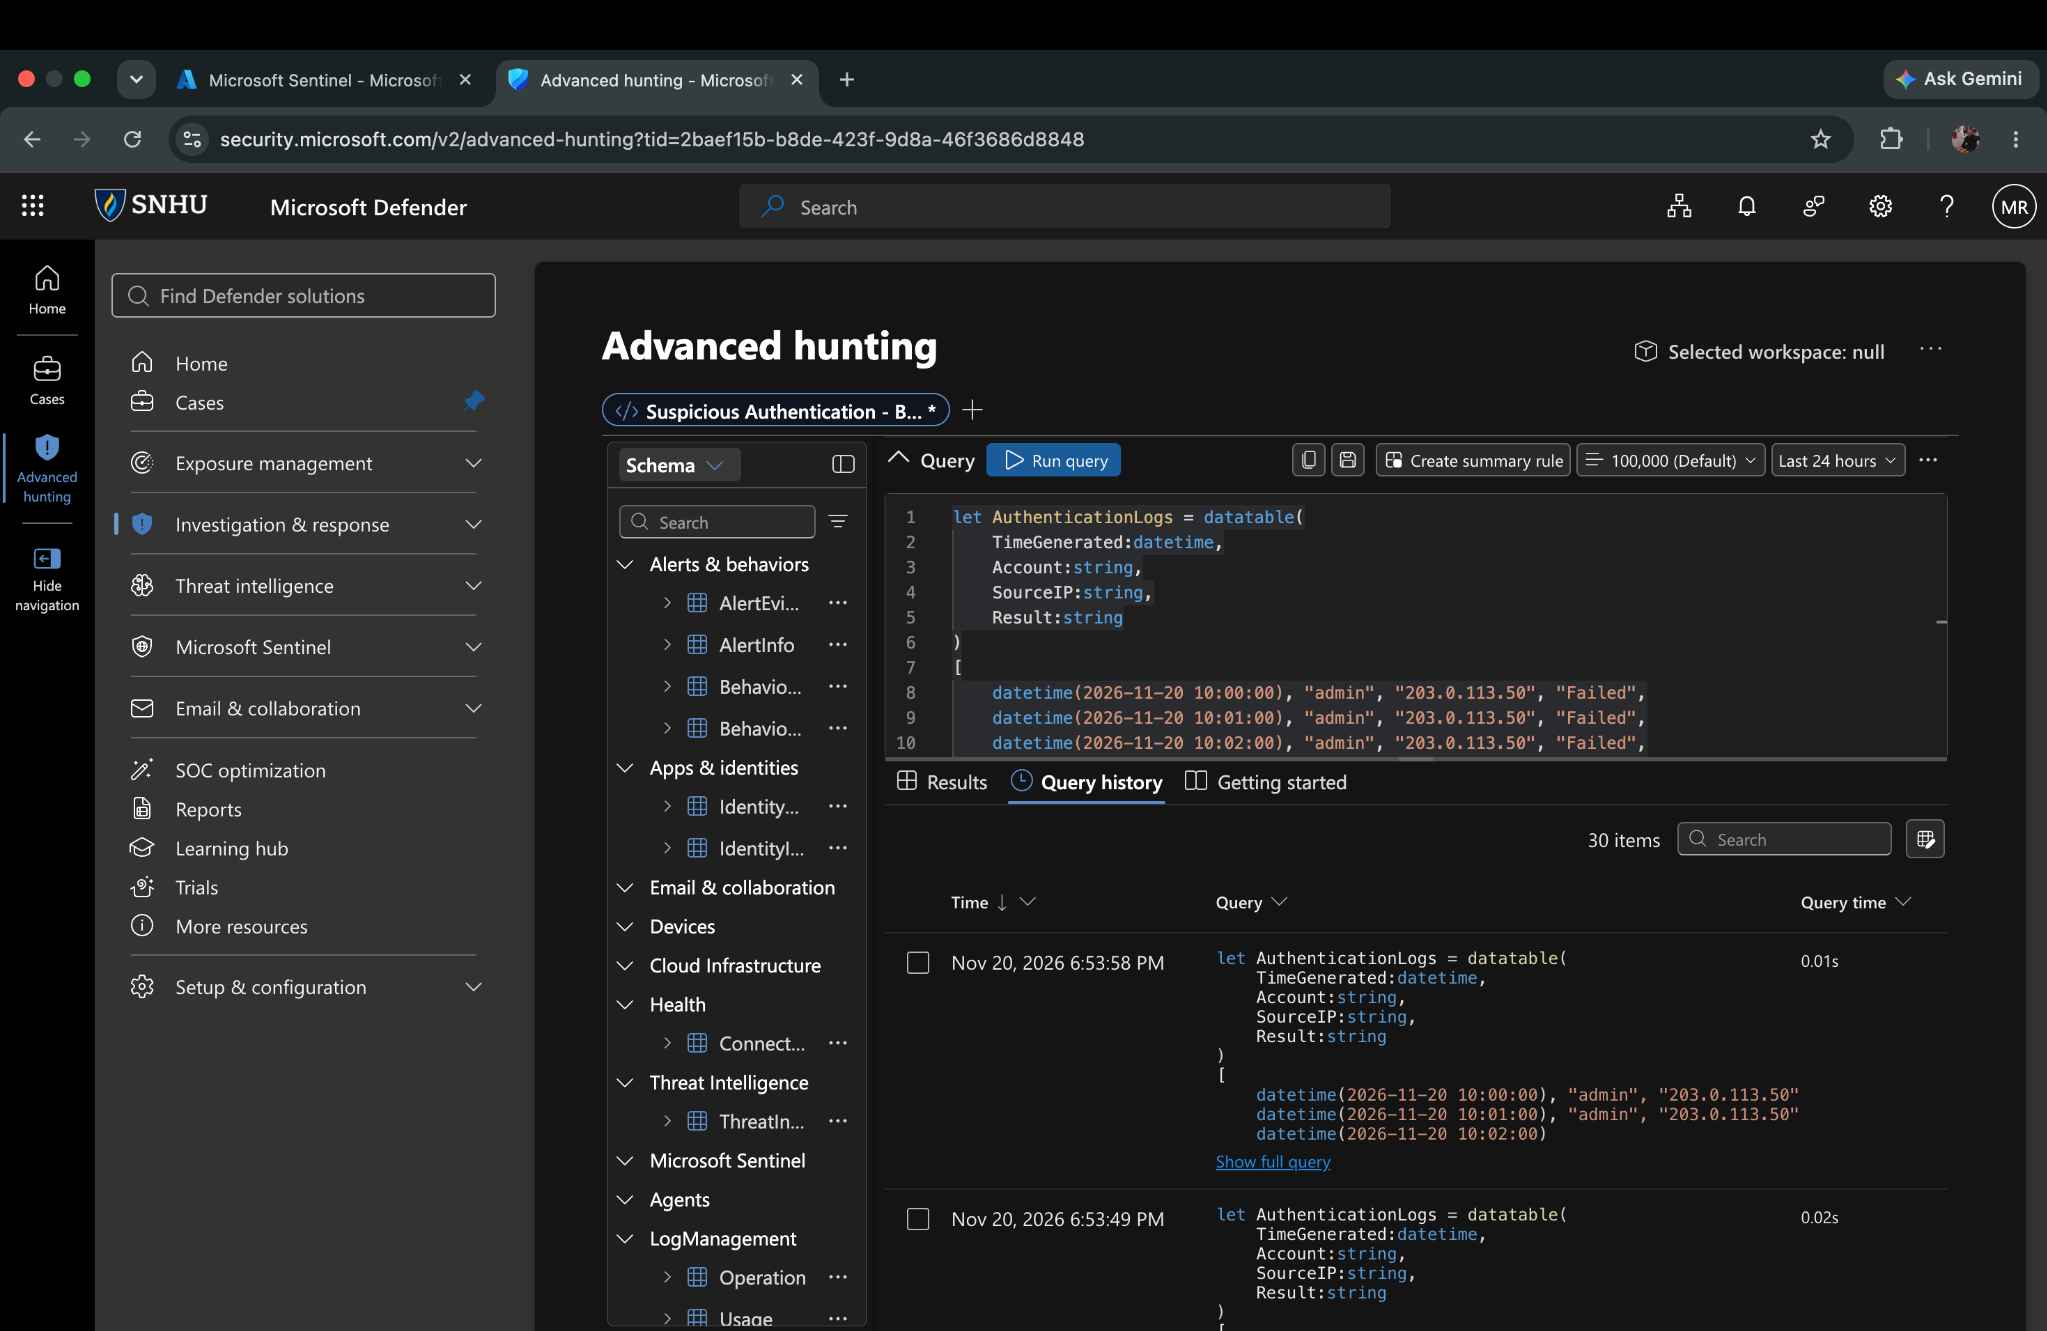 Microsoft Sentinel - Microsoft
Advanced hunting - Microsoft
Ask Gemini
security.microsoft.com/v2/advanced-hunting?tid=2baef15b-b8de-423f-9d8a-46f3686d8848
SNHU
Microsoft Defender
Search
MR
Home
Cases
Advanced
hunting
Hide
navigation
Find Defender solutions
Home
Cases
Exposure management
Investigation & response
Threat intelligence
Microsoft Sentinel
Email & collaboration
SOC optimization
Reports
Learning hub
Trials
More resources
Setup & configuration
Advanced hunting
Selected workspace: null
</> Suspicious Authentication - B... *
Schema
Search
Alerts & behaviors
AlertEvi...
AlertInfo
Behavio...
Behavio...
Apps & identities
Identity...
IdentityI...
Email & collaboration
Devices
Cloud Infrastructure
Health
Connect...
Threat Intelligence
ThreatIn...
Microsoft Sentinel
Agents
LogManagement
Operation
Usage
Query
Run query
Create summary rule
100,000 (Default)
Last 24 hours
1 let AuthenticationLogs = datatable(
2 TimeGenerated:datetime,
3 Account:string,
4 SourceIP:string,
5 Result:string
6 )
7 [
8 datetime(2026-11-20 10:00:00), "admin", "203.0.113.50", "Failed",
9 datetime(2026-11-20 10:01:00), "admin", "203.0.113.50", "Failed",
10 datetime(2026-11-20 10:02:00), "admin", "203.0.113.50", "Failed",
Results
Query history
Getting started
30 items
Search
Time
Query
Query time
Nov 20, 2026 6:53:58 PM
let AuthenticationLogs = datatable(
TimeGenerated:datetime,
Account:string,
SourceIP:string,
Result:string
)
[
datetime(2026-11-20 10:00:00), "admin", "203.0.113.50"
datetime(2026-11-20 10:01:00), "admin", "203.0.113.50"
datetime(2026-11-20 10:02:00)
Show full query
0.01s
Nov 20, 2026 6:53:49 PM
let AuthenticationLogs = datatable(
TimeGenerated:datetime,
Account:string,
SourceIP:string,
Result:string
)
[
0.02s